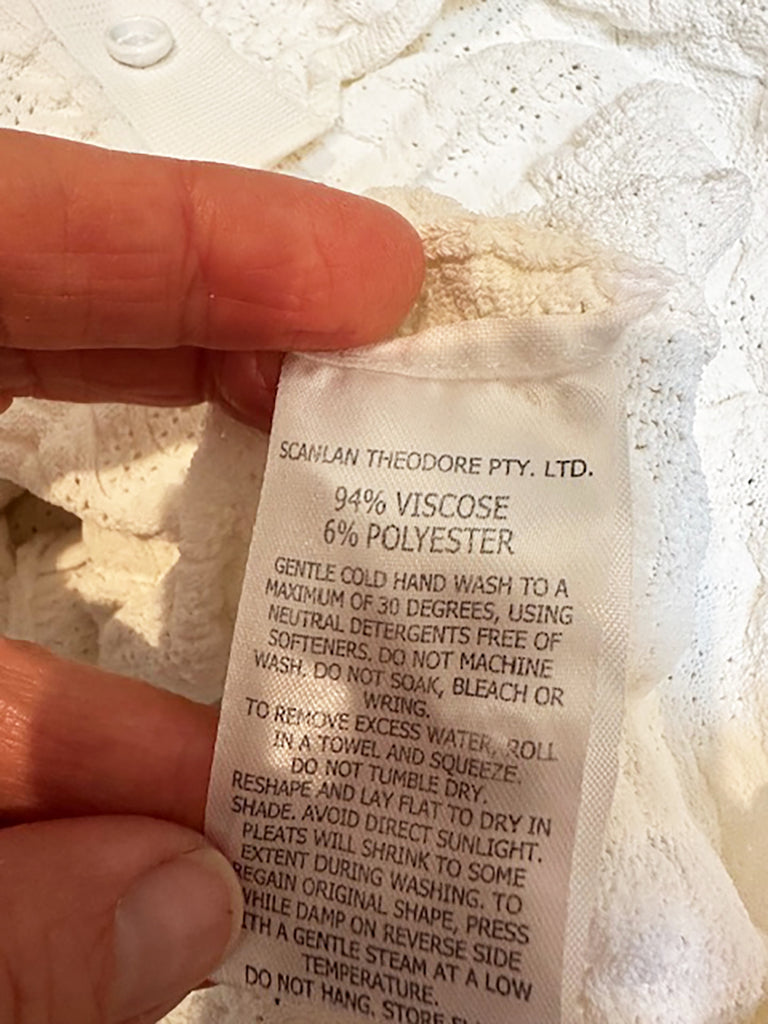 SCANLAN THEODORE PTY. LTD.
94% VISCOSE
6% POLYESTER
GENTLE COLD HAND WASH TO A
MAXIMUM OF 30 DEGREES, USING
NEUTRAL DETERGENTS FREE OF
SOFTENERS. DO NOT MACHINE
WASH. DO NOT SOAK, BLEACH OR
WRING.
TO REMOVE EXCESS WATER, ROLL
IN A TOWEL AND SQUEEZE.
DO NOT TUMBLE DRY.
RESHAPE AND LAY FLAT TO DRY IN
SHADE. AVOID DIRECT SUNLIGHT.
PLEATS WILL SHRINK TO SOME
EXTENT DURING WASHING. TO
REGAIN ORIGINAL SHAPE, PRESS
WHILE DAMP ON REVERSE SIDE
ITH A GENTLE STEAM AT A LOW
TEMPERATURE.
DO NOT HANG. STORE